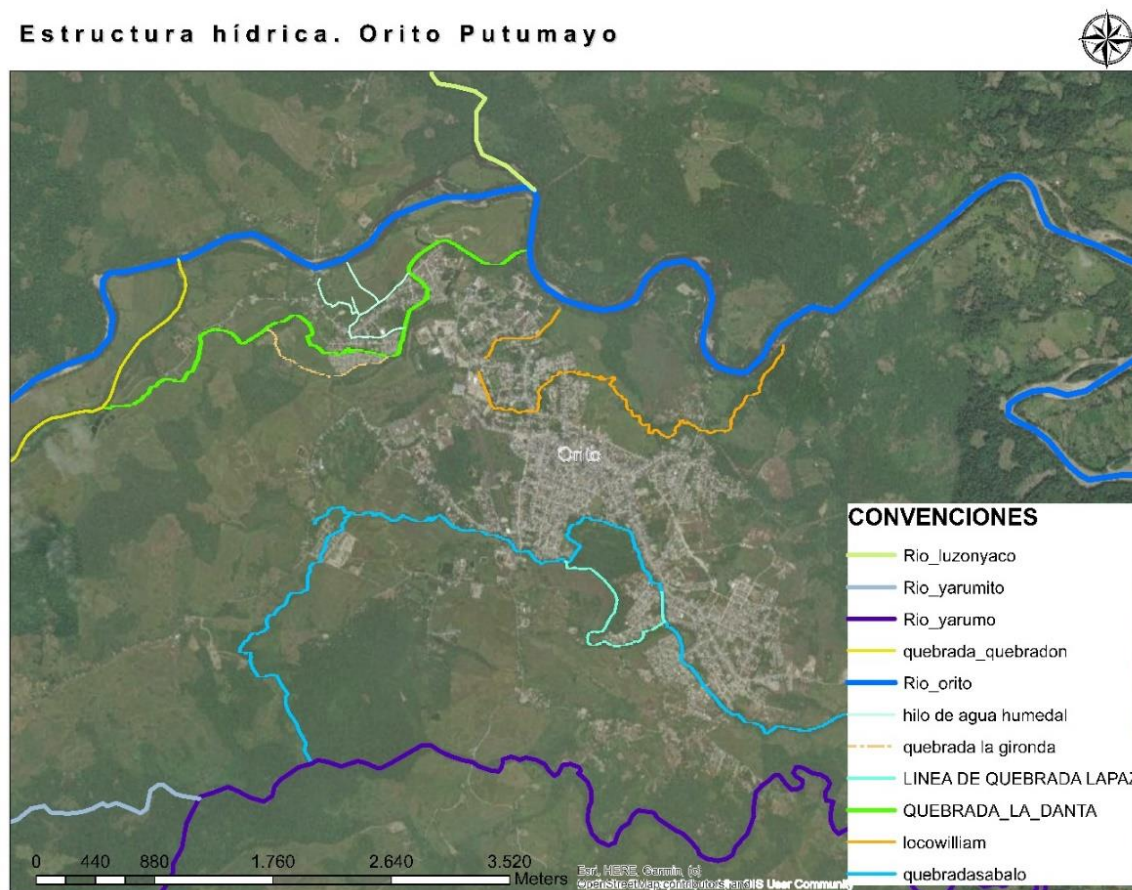 Estructura hídrica. Orito Putumayo
Orito
CONVENCIONES
Rio_luzonyaco
Rio_yarumito
Rio_yarumo
quebrada_quebradon
Rio_orito
hilo de agua humedal
quebrada la gironda
LINEA DE QUEBRADA LAPAZ
QUEBRADA_LA_DANTA
locowilliam
quebradasabalo
0 440 880 1.760 2.640 3.520
Meters
Esri, HERE, Garmin, (c)
OpenStreetMap contributors, and the GIS User Community